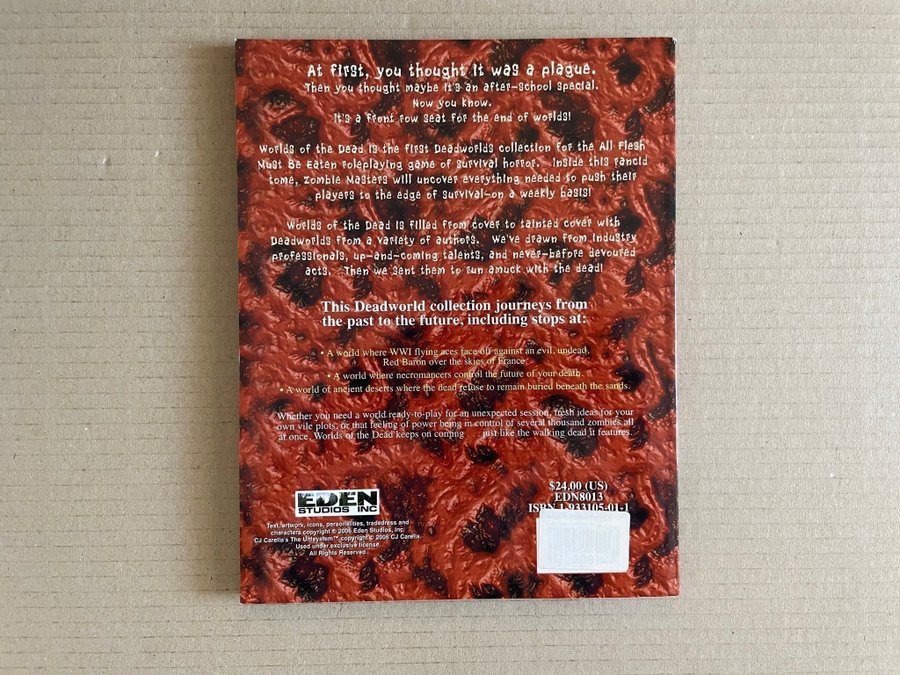 At first, you thought it was a plague.
Then you thought maybe it's an after-school special.
Now you know.
It's a front row seat for the end of worlds!
Worlds of the Dead is the first Deadworlds collection for the All Flesh
Must Be Eaten roleplaying game of survival horror. Inside this rancid
tome, Zombie Masters will uncover everything needed to push their
players to the edge of survival—on a weekly basis!
Worlds of the Dead is filled from cover to tainted cover with
Deadworlds from a variety of authors. We've drawn from industry
professionals, up-and-coming talents, and never-before devoured
acts. Then we sent them to run amuck with the dead!
This Deadworld collection journeys from
the past to the future, including stops at:
• A world where WWI flying aces face off against an evil, undead,
Red Baron over the skies of France.
• A world where necromancers control the future of your death.
• A world of ancient deserts where the dead refuse to remain buried beneath the sands.
Whether you need a world ready-to-play for an unexpected session, fresh ideas for your
own vile plots, or that feeling of power being in control of several thousand zombies all
at once, Worlds of the Dead keeps on coming . . . just like the walking dead it features.
EDEN
STUDIOS INC
Text, artwork, icons, personalities, tradedress and
characters copyright © 2006 Eden Studios, Inc.
CJ Carella's The Unisystem™ copyright © 2006 CJ Carella.
Used under exclusive license.
All Rights Reserved.
$24.00 (US)
EDN8013
ISBN 1-933105-01-1